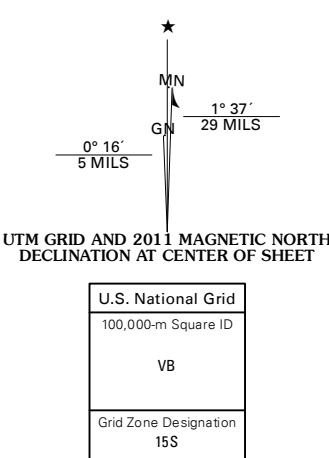 ★
MN
1° 37´
29 MILS
GN
0° 16´
5 MILS
UTM GRID AND 2011 MAGNETIC NORTH
DECLINATION AT CENTER OF SHEET
U.S. National Grid
100,000-m Square ID
VB
Grid Zone Designation
15S